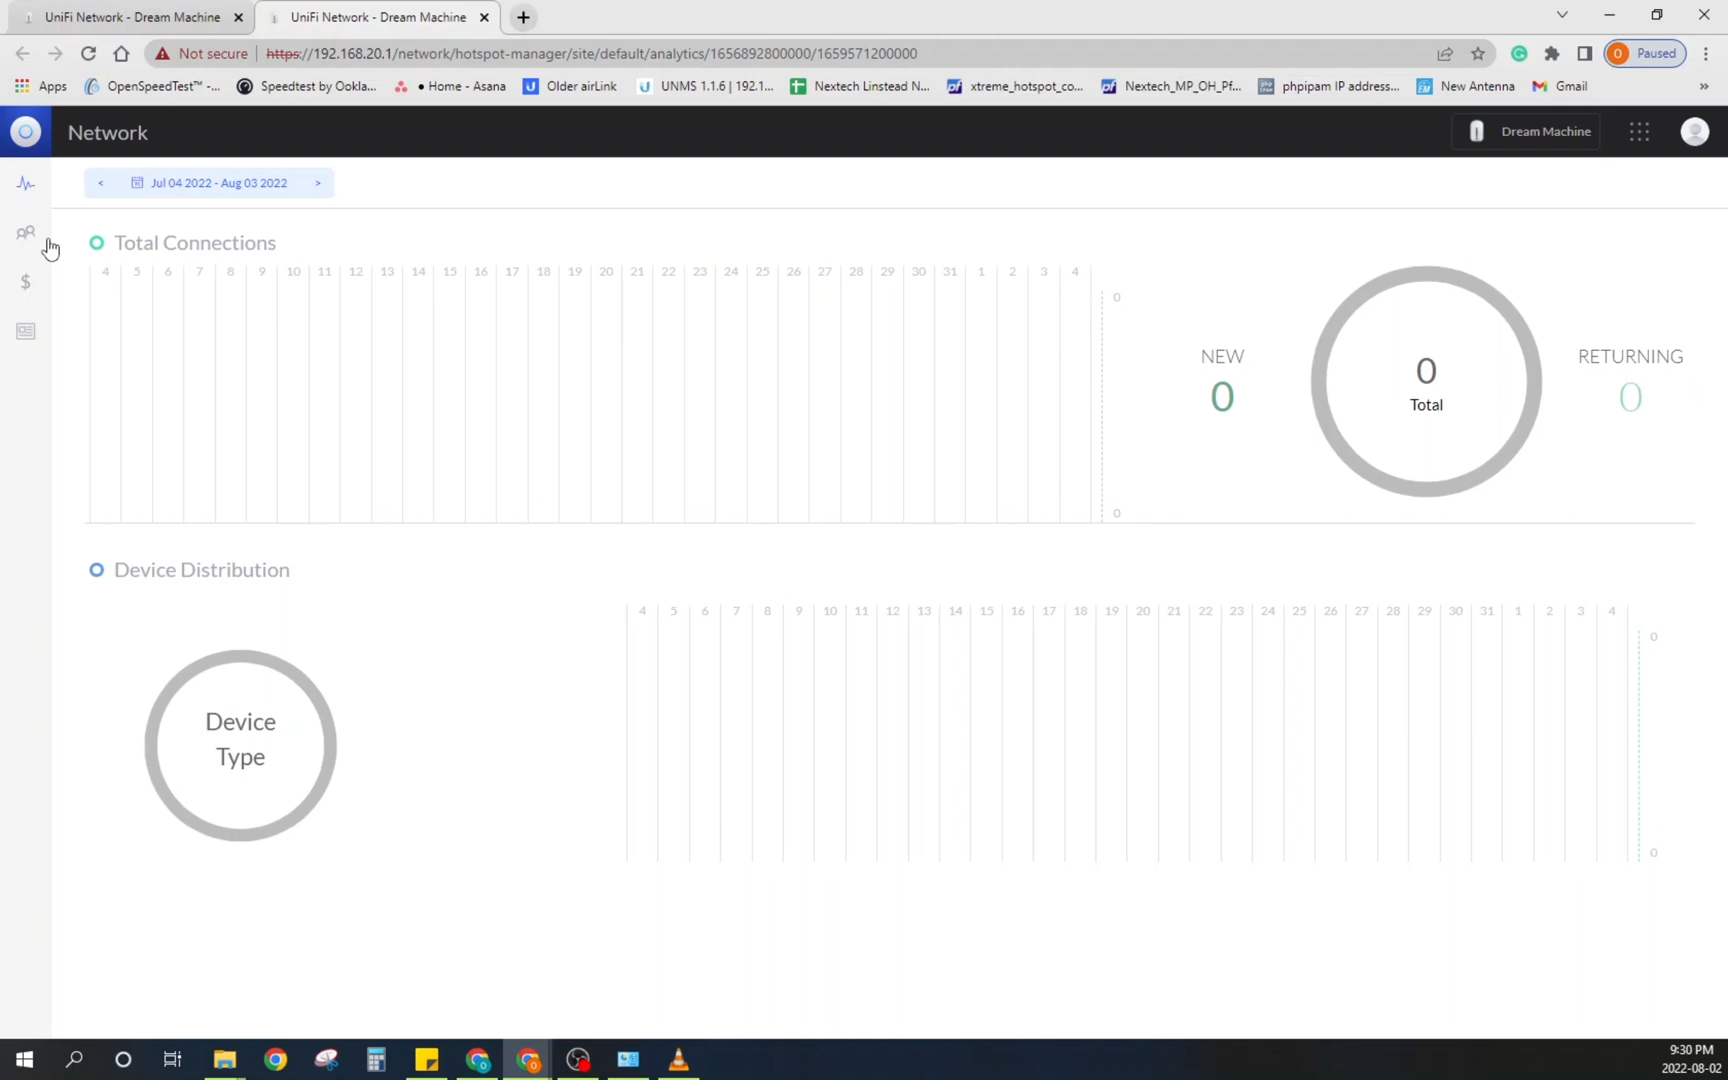 UniFi Network - Dream Machine
UniFi Network - Dream Machine
Not secure
https://192.168.20.1/network/hotspot-manager/site/default/analytics/1656892800000/1659571200000
O Paused
Apps
OpenSpeedTest™ -...
Speedtest by Ookla...
• Home - Asana
Older airLink
UNMS 1.1.6 | 192.1...
Nextech Linstead N...
xtreme_hotspot_co...
Nextech_MP_OH_Pf...
phpipam IP address...
New Antenna
Gmail
»
Network
Dream Machine
< Jul 04 2022 - Aug 03 2022 >
Total Connections
4 5 6 7 8 9 10 11 12 13 14 15 16 17 18 19 20 21 22 23 24 25 26 27 28 29 30 31 1 2 3 4
0
NEW
0
0
Total
RETURNING
0
0
Device Distribution
4 5 6 7 8 9 10 11 12 13 14 15 16 17 18 19 20 21 22 23 24 25 26 27 28 29 30 31 1 2 3 4
0
Device
Type
0
$
9:30 PM
2022-08-02